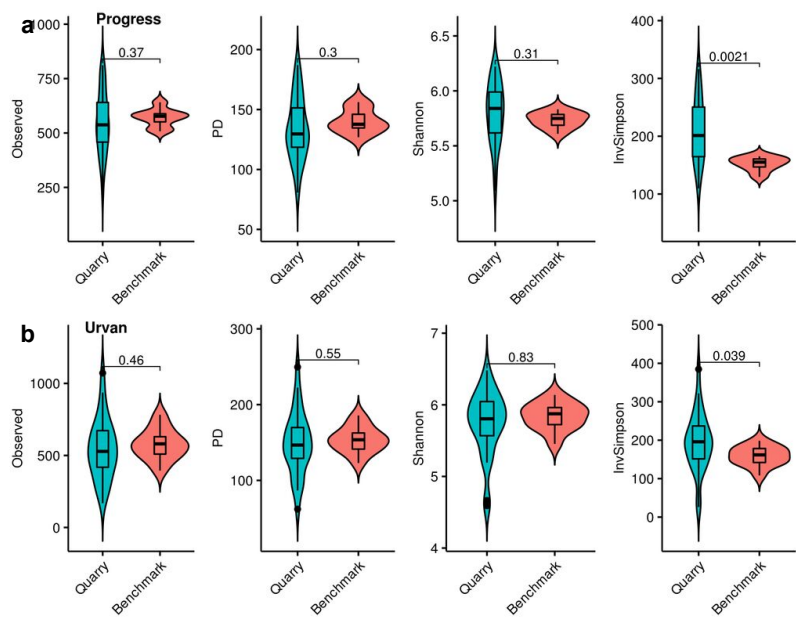 a
Progress
Observed
1000
750
500
250
0.37
Quarry
Benchmark
PD
200
150
100
50
0.3
Quarry
Benchmark
Shannon
6.5
6.0
5.5
5.0
0.31
Quarry
Benchmark
InvSimpson
400
300
200
100
0.0021
Quarry
Benchmark
b
Urvan
Observed
1000
500
0
0.46
Quarry
Benchmark
PD
300
200
100
0.55
Quarry
Benchmark
Shannon
7
6
5
4
0.83
Quarry
Benchmark
InvSimpson
500
400
300
200
100
0
0.039
Quarry
Benchmark